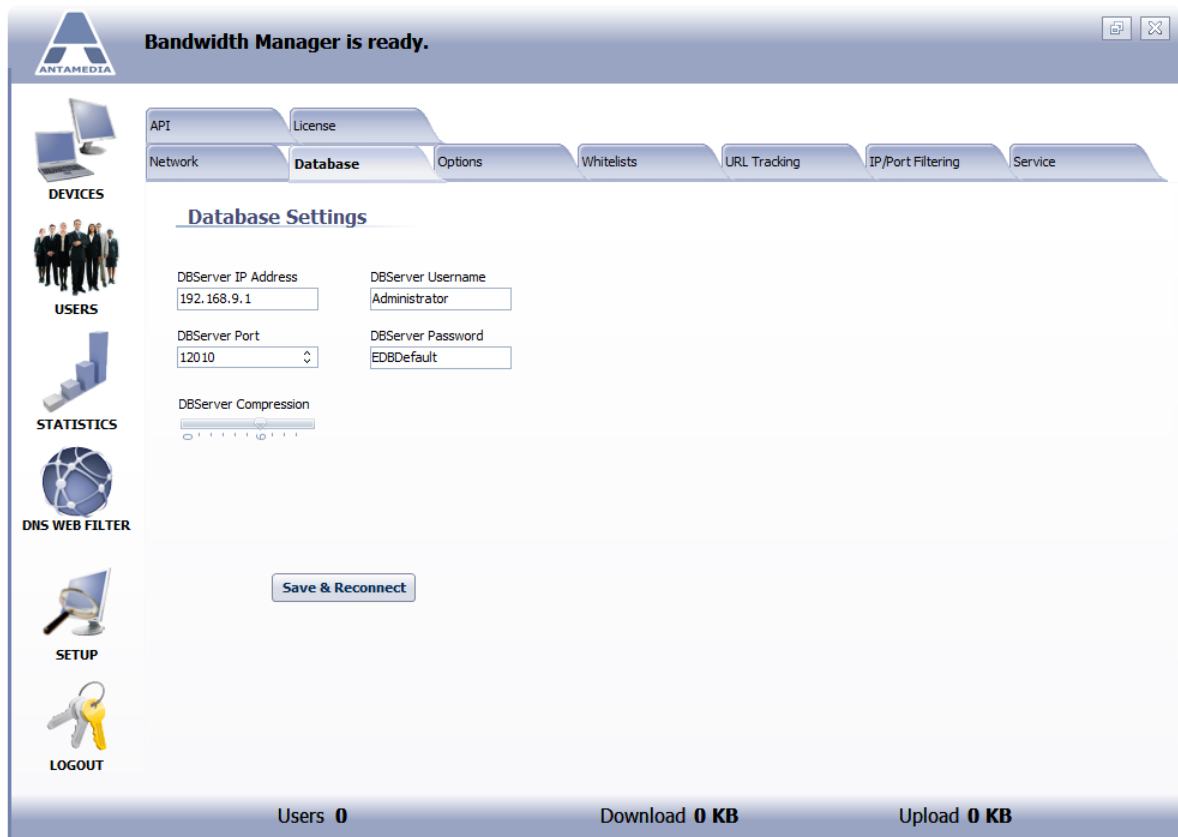 Bandwidth Manager is ready.
ANTAMEDIA
API
License
Network
Database
Options
Whitelists
URL Tracking
IP/Port Filtering
Service
DEVICES
USERS
STATISTICS
DNS WEB FILTER
SETUP
LOGOUT
Database Settings
DBServer IP Address
DBServer Username
192.168.9.1
Administrator
DBServer Port
DBServer Password
12010
EDBDefault
DBServer Compression
0 6
Save & Reconnect
Users 0
Download 0 KB
Upload 0 KB